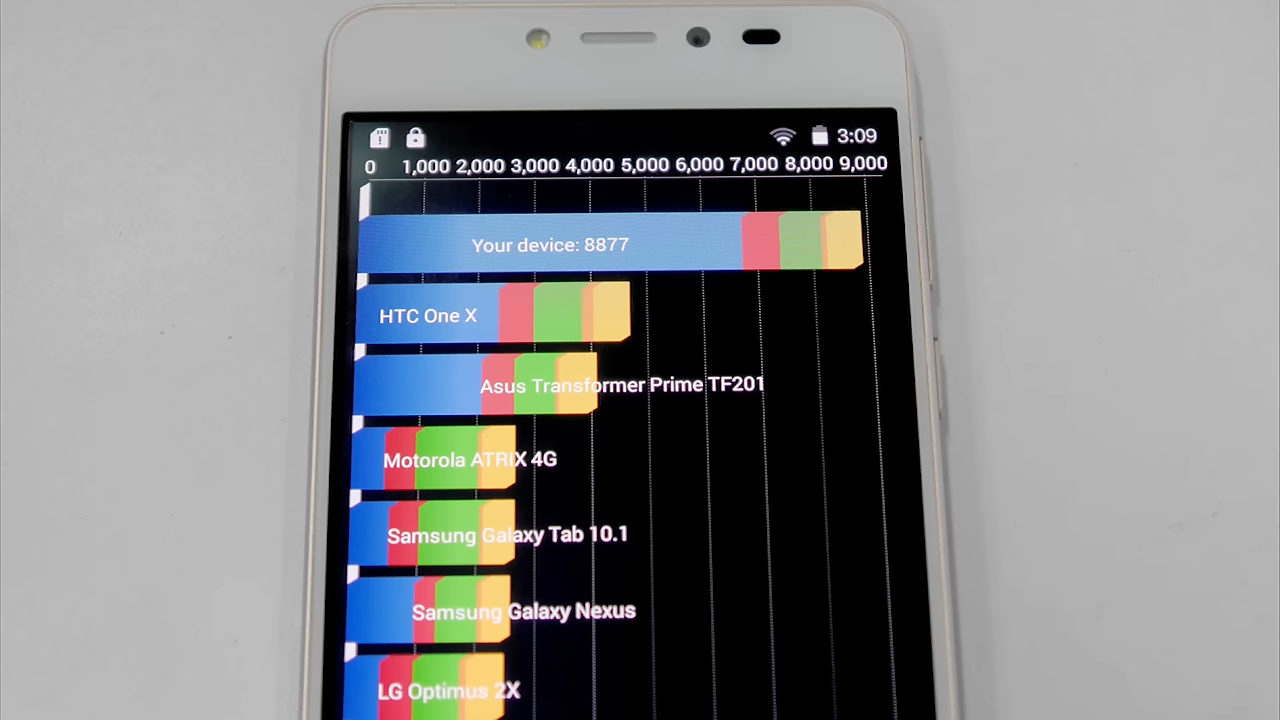 3:09
0 1,000 2,000 3,000 4,000 5,000 6,000 7,000 8,000 9,000
Your device: 8877
HTC One X
Asus Transformer Prime TF201
Motorola ATRIX 4G
Samsung Galaxy Tab 10.1
Samsung Galaxy Nexus
LG Optimus 2X